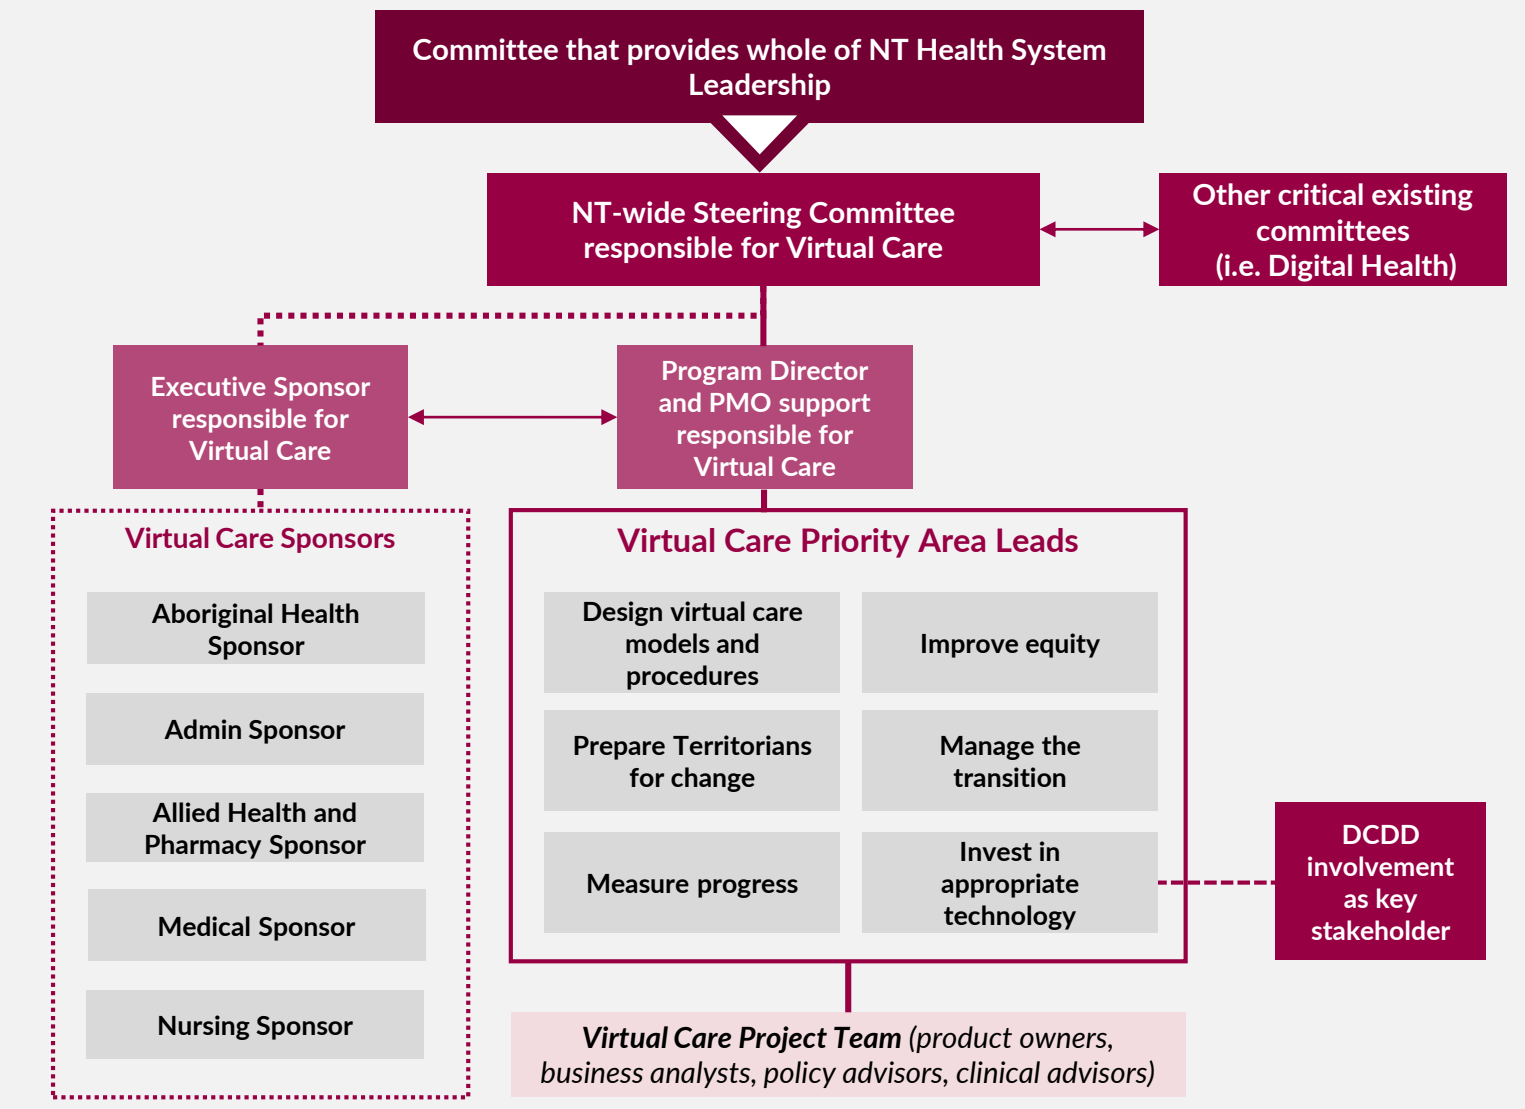 Committee that provides whole of NT Health System
Leadership
NT-wide Steering Committee
responsible for Virtual Care
Other critical existing
committees
(i.e. Digital Health)
Executive Sponsor
responsible for
Virtual Care
Program Director
and PMO support
responsible for
Virtual Care
Virtual Care Sponsors
Aboriginal Health
Sponsor
Admin Sponsor
Allied Health and
Pharmacy Sponsor
Medical Sponsor
Nursing Sponsor
Virtual Care Priority Area Leads
Design virtual care
models and
procedures
Improve equity
Prepare Territorians
for change
Manage the
transition
Measure progress
Invest in
appropriate
technology
DCDD
involvement
as key
stakeholder
Virtual Care Project Team (product owners,
business analysts, policy advisors, clinical advisors)